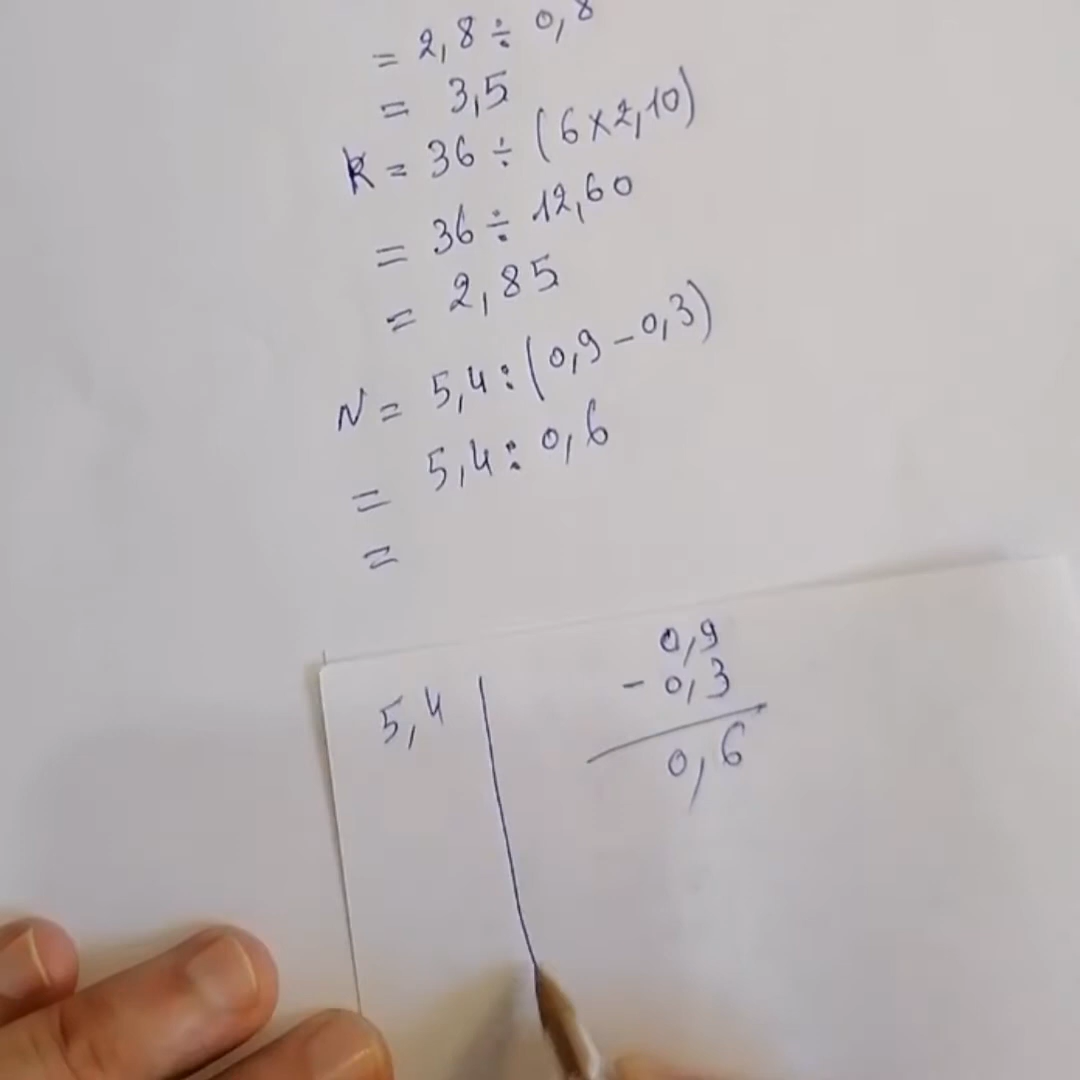 = 2,8 ÷ 0,8
= 3,5
K = 36 ÷ (6 × 2,10)
= 36 ÷ 12,60
= 2,85
N = 5,4 : (0,9 - 0,3)
= 5,4 : 0,6
=
0,9
- 0,3
0,6
5,4